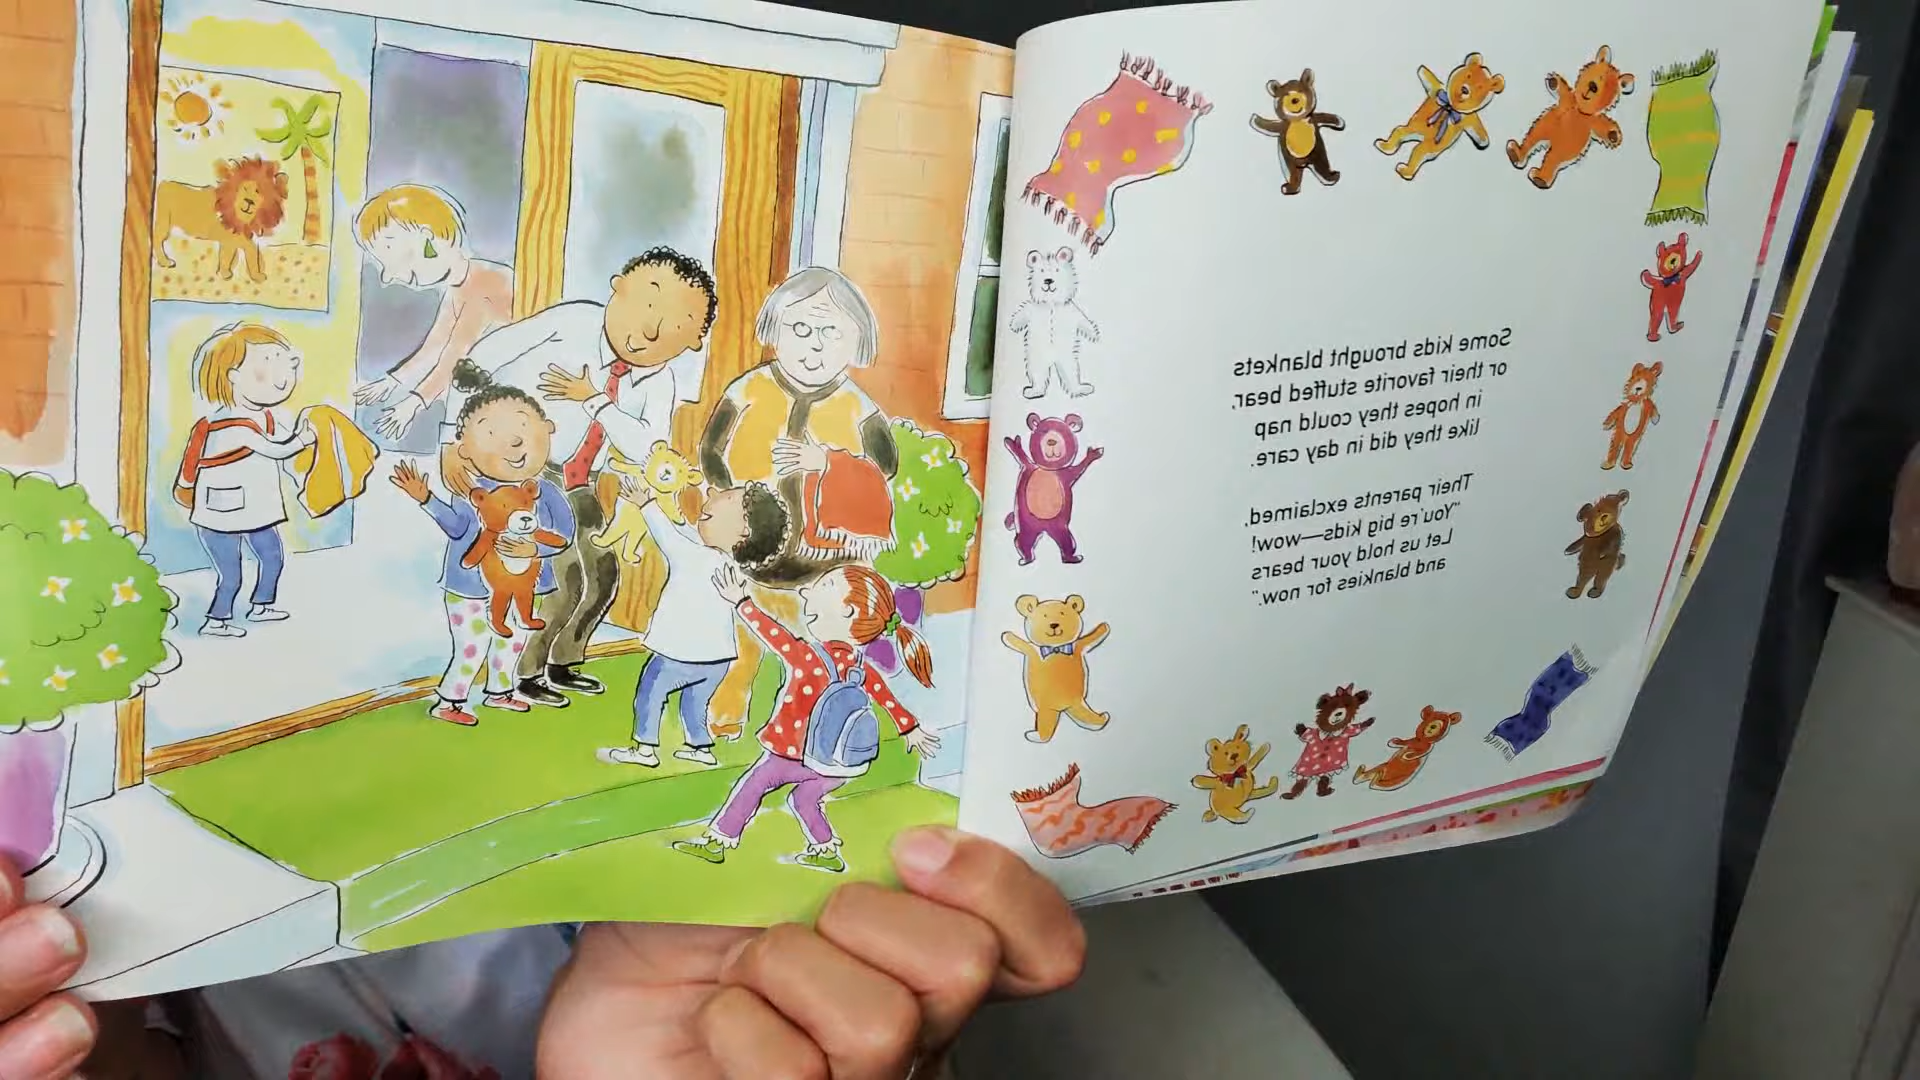 Some kids brought blankets
or their favorite stuffed bear,
in hopes they could nap
like they did in day care.
Their parents exclaimed,
"You're big kids—wow!
Let us hold your bears
and blankies for now."